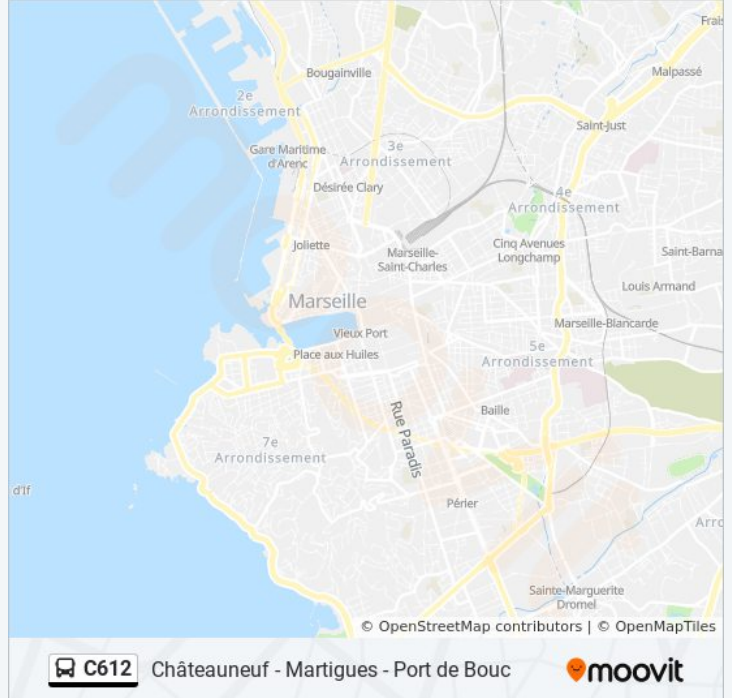 Frais
Bougainville
Malpassé
2e
Arrondissement
Saint-Just
Gare Maritime
d'Arenc
3e
Arrondissement
Désirée Clary
4e
Arrondissement
Joliette
Marseille-
Saint-Charles
Cinq Avenues
Longchamp
Saint-Barna
Louis Armand
Marseille
Marseille-Blancarde
Vieux Port
Place aux Huiles
5e
Arrondissement
Rue Paradis
Baille
7e
Arrondissement
d'If
Périer
Arro
Sainte-Marguerite
Dromel
© OpenStreetMap contributors | © OpenMapTiles
C612 Châteauneuf - Martigues - Port de Bouc moovit